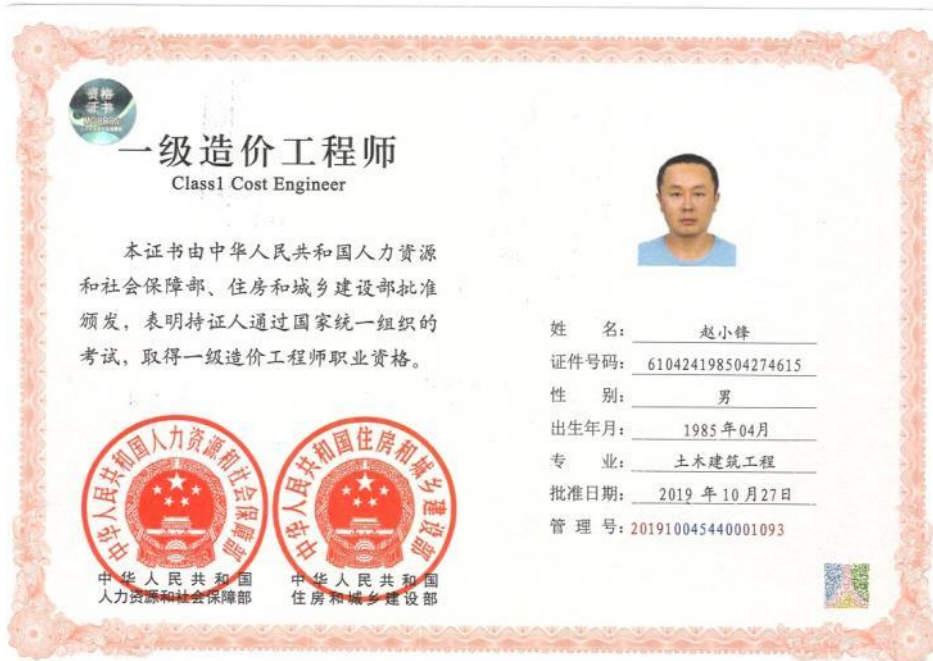 资格
证书
MOHRSS
一级造价工程师
Class1 Cost Engineer
本证书由中华人民共和国人力资源
和社会保障部、住房和城乡建设部批准
颁发，表明持证人通过国家统一组织的
考试，取得一级造价工程师职业资格。
中华人民共和国人力资源和社会保障部
中华人民共和国住房和城乡建设部
中华人民共和国
人力资源和社会保障部
中华人民共和国
住房和城乡建设部
姓 名： 赵小锋
证件号码： 610424198504274615
性 别： 男
出生年月： 1985年04月
专 业： 土木建筑工程
批准日期： 2019 年 10 月27日
管 理 号：201910045440001093